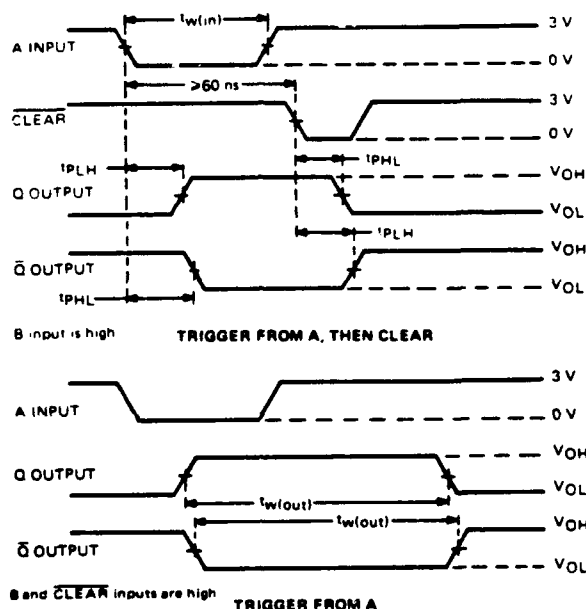 tw(in)
3 V
A INPUT
0 V
≥60 ns
3 V
CLEAR
0 V
tPLH
tPHL
VOH
Q OUTPUT
VOL
tPLH
VOH
Q̄ OUTPUT
VOL
tPHL
B input is high
TRIGGER FROM A, THEN CLEAR
3 V
A INPUT
0 V
VOH
Q OUTPUT
VOL
tw(out)
tw(out)
VOH
Q̄ OUTPUT
VOL
B and CLEAR inputs are high
TRIGGER FROM A